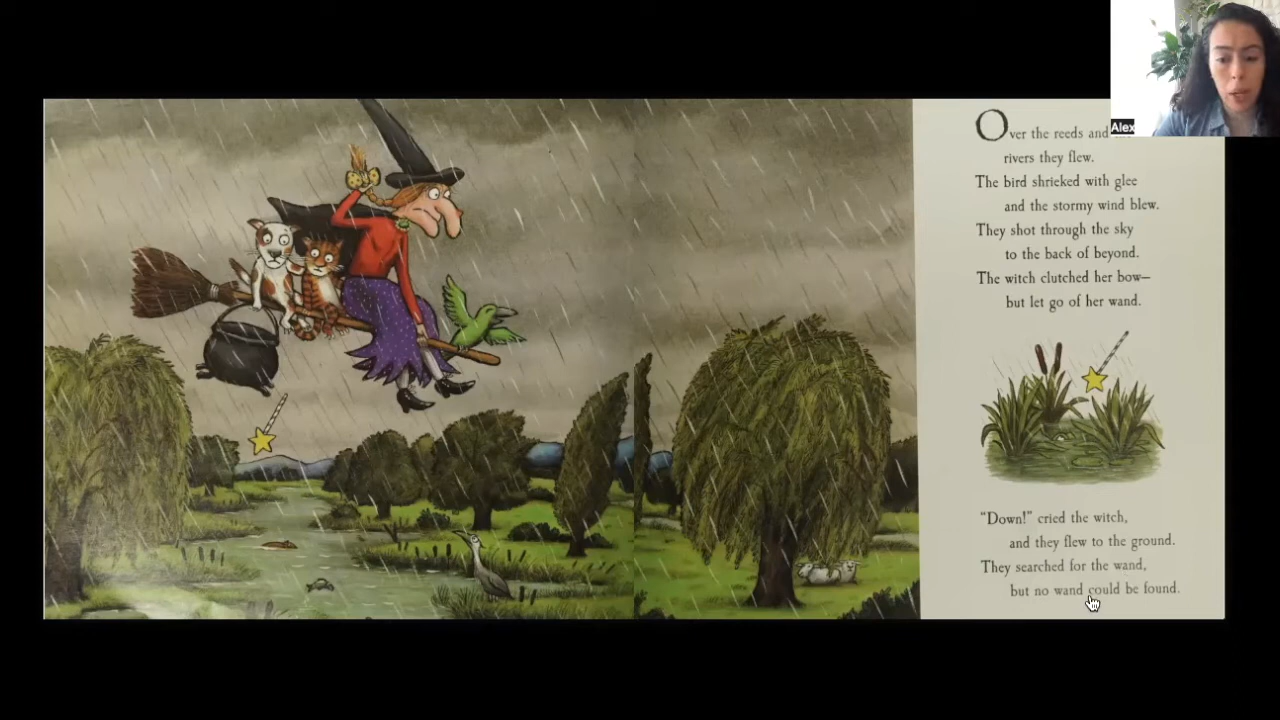 Alex
Over the reeds and
rivers they flew.
The bird shrieked with glee
and the stormy wind blew.
They shot through the sky
to the back of beyond.
The witch clutched her bow—
but let go of her wand.
"Down!" cried the witch,
and they flew to the ground.
They searched for the wand,
but no wand could be found.